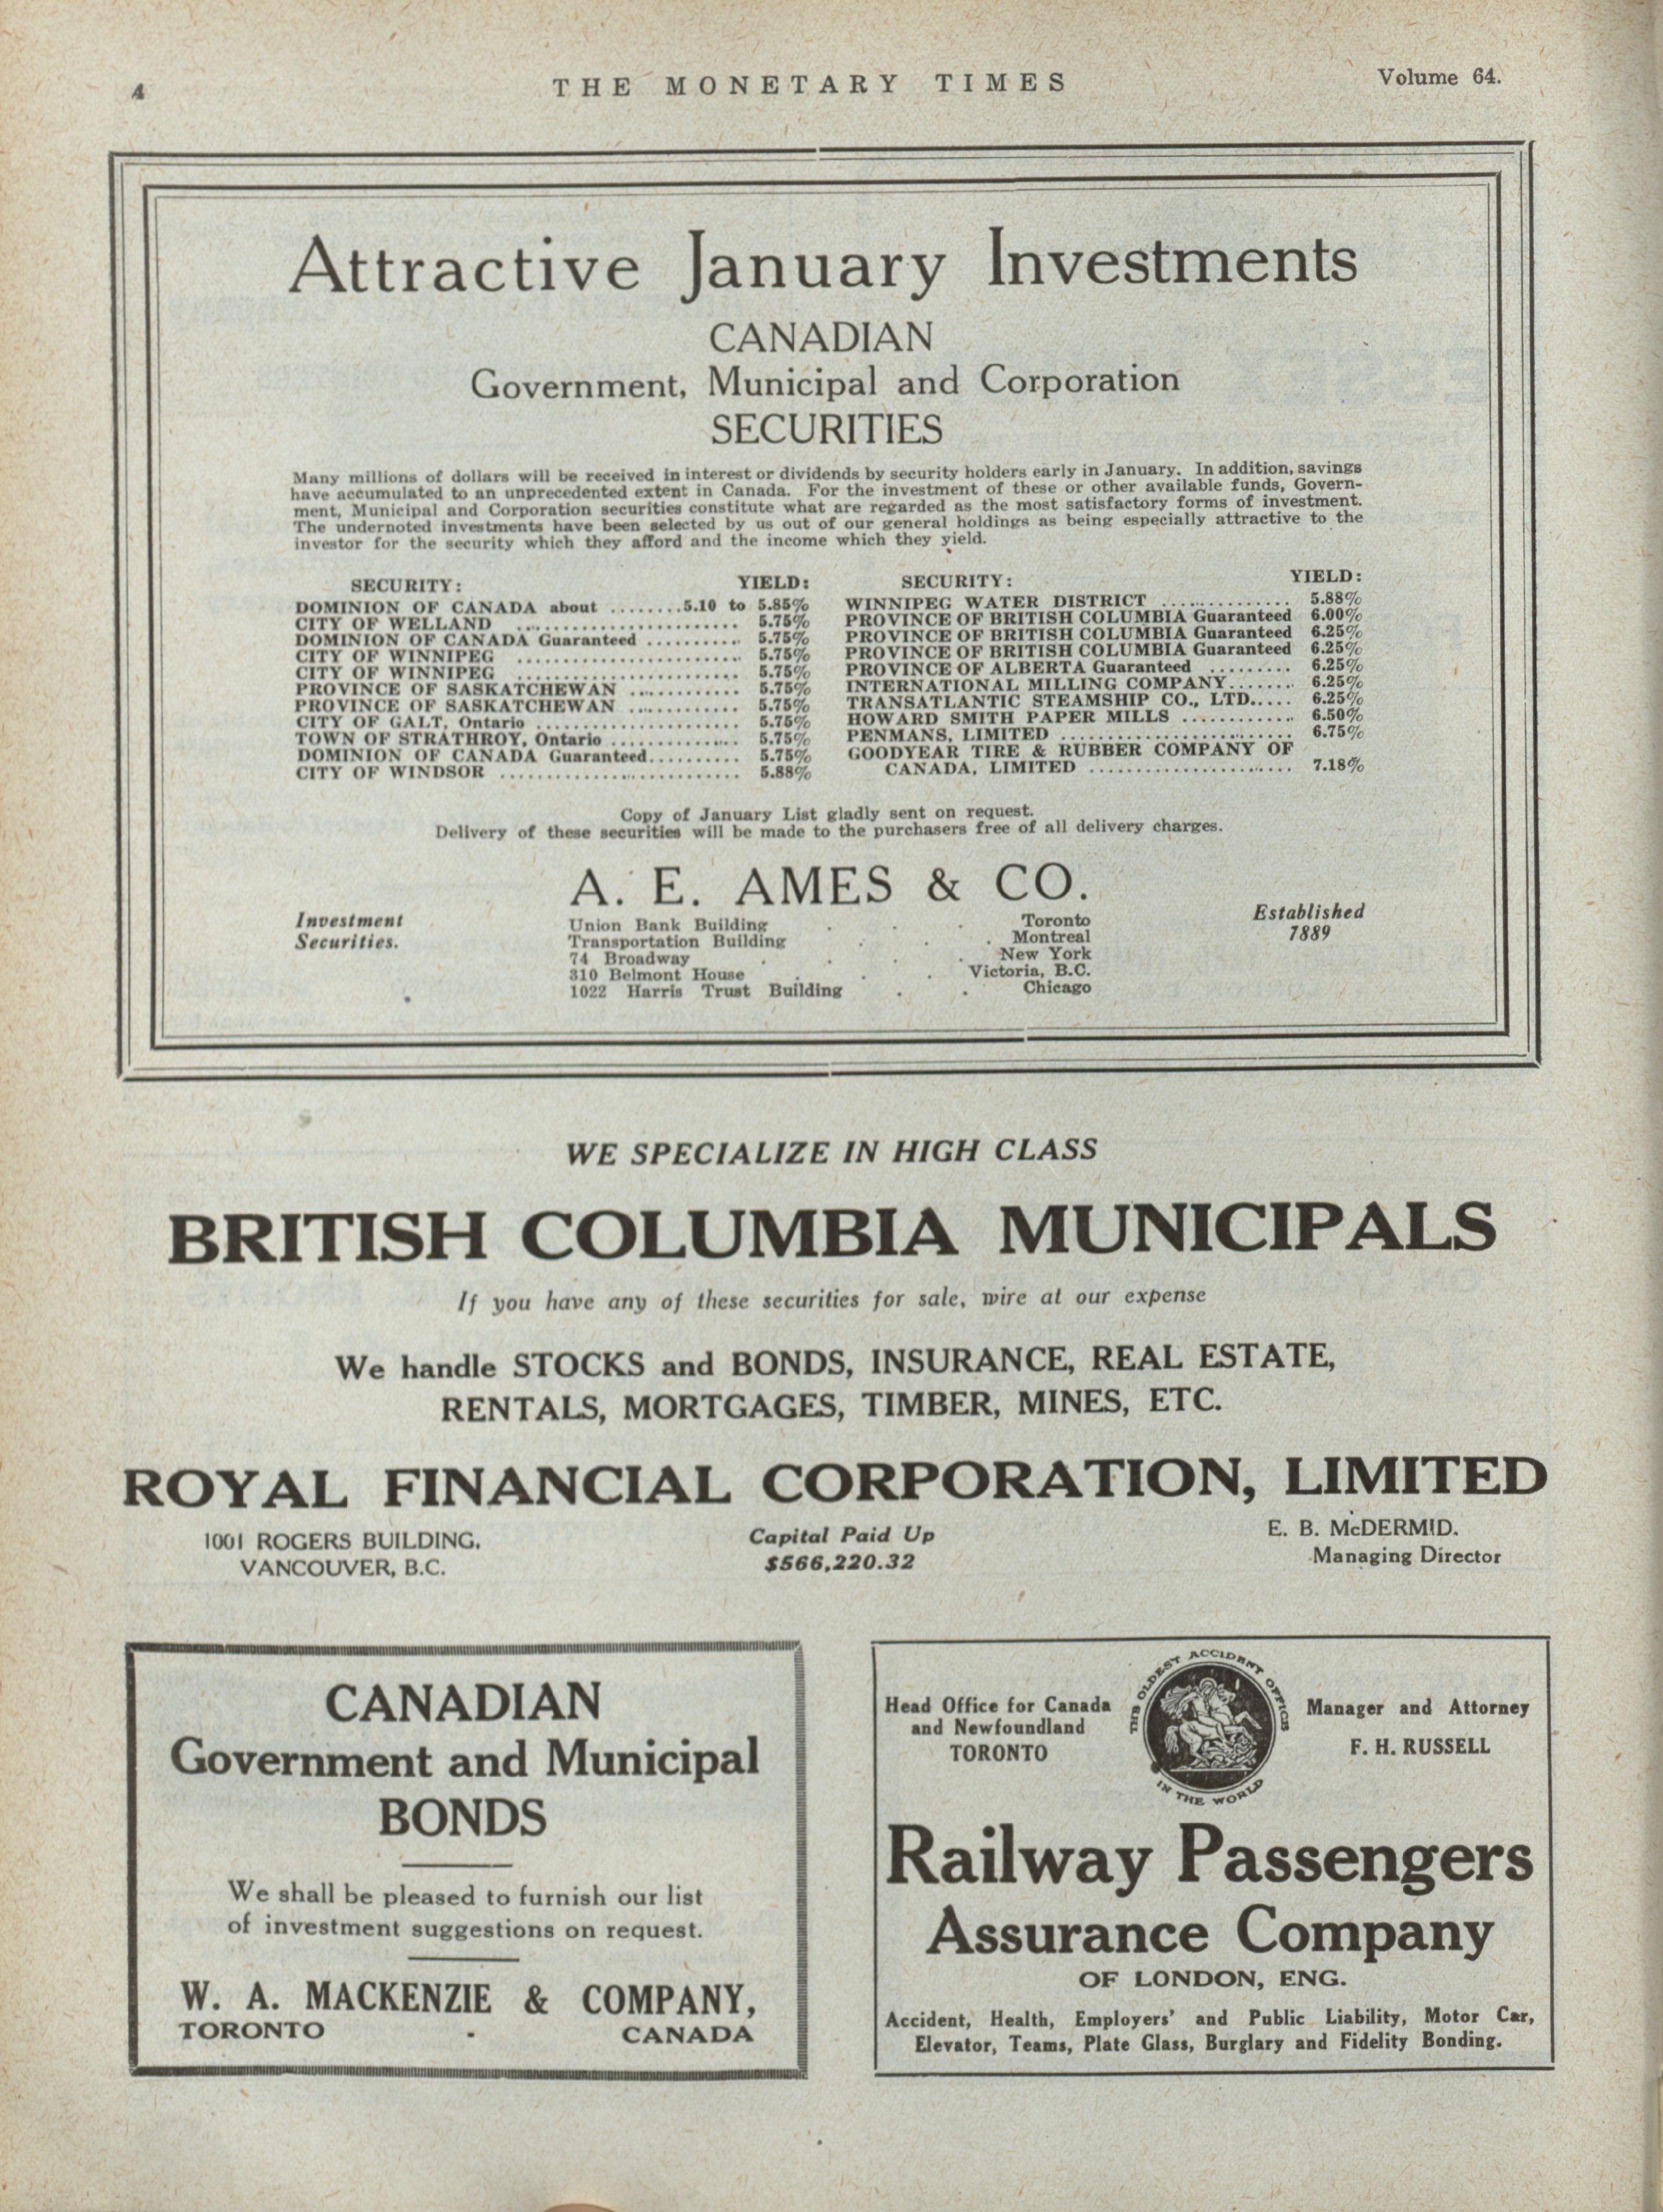 4
THE MONETARY TIMES
Volume 64.
Attractive January Investments
CANADIAN
Government, Municipal and Corporation
SECURITIES
Many millions of dollars will be received in interest or dividends by security holders early in January. In addition, savings
have accumulated to an unprecedented extent in Canada. For the investment of these or other available funds, Govern-
ment, Municipal and Corporation securities constitute what are regarded as the most satisfactory forms of investment.
The undernoted investments have been selected by us out of our general holdings as being especially attractive to the
investor for the security which they afford and the income which they yield.
SECURITY: YIELD:
DOMINION OF CANADA about ........5.10 to 5.85%
CITY OF WELLAND ........................ 5.75%
DOMINION OF CANADA Guaranteed .......... 5.75%
CITY OF WINNIPEG ........................ 5.75%
CITY OF WINNIPEG ........................ 5.75%
PROVINCE OF SASKATCHEWAN ............ 5.75%
PROVINCE OF SASKATCHEWAN ............ 5.75%
CITY OF GALT, Ontario ...................... 5.75%
TOWN OF STRATHROY, Ontario .............. 5.75%
DOMINION OF CANADA Guaranteed.......... 5.75%
CITY OF WINDSOR .......................... 5.88%
SECURITY: YIELD:
WINNIPEG WATER DISTRICT .............. 5.88%
PROVINCE OF BRITISH COLUMBIA Guaranteed 6.00%
PROVINCE OF BRITISH COLUMBIA Guaranteed 6.25%
PROVINCE OF BRITISH COLUMBIA Guaranteed 6.25%
PROVINCE OF ALBERTA Guaranteed ......... 6.25%
INTERNATIONAL MILLING COMPANY........ 6.25%
TRANSATLANTIC STEAMSHIP CO., LTD..... 6.25%
HOWARD SMITH PAPER MILLS ............ 6.50%
PENMANS, LIMITED ......................... 6.75%
GOODYEAR TIRE & RUBBER COMPANY OF
CANADA, LIMITED ...................... 7.18%
Copy of January List gladly sent on request.
Delivery of these securities will be made to the purchasers free of all delivery charges.
A. E. AMES & CO.
Investment
Securities.
Union Bank Building . . . Toronto
Transportation Building . . . Montreal
74 Broadway . . . . New York
310 Belmont House . . . Victoria, B.C.
1022 Harris Trust Building . . Chicago
Established
1889
WE SPECIALIZE IN HIGH CLASS
BRITISH COLUMBIA MUNICIPALS
If you have any of these securities for sale, wire at our expense
We handle STOCKS and BONDS, INSURANCE, REAL ESTATE,
RENTALS, MORTGAGES, TIMBER, MINES, ETC.
ROYAL FINANCIAL CORPORATION, LIMITED
1001 ROGERS BUILDING,
VANCOUVER, B.C.
Capital Paid Up
$566,220.32
E. B. McDERMID.
Managing Director
CANADIAN
Government and Municipal
BONDS
We shall be pleased to furnish our list
of investment suggestions on request.
W. A. MACKENZIE & COMPANY,
TORONTO - CANADA
Head Office for Canada
and Newfoundland
TORONTO
THE OLDEST ACCIDENT OFFICE
IN THE WORLD
Manager and Attorney
F. H. RUSSELL
Railway Passengers
Assurance Company
OF LONDON, ENG.
Accident, Health, Employers' and Public Liability, Motor Car,
Elevator, Teams, Plate Glass, Burglary and Fidelity Bonding.